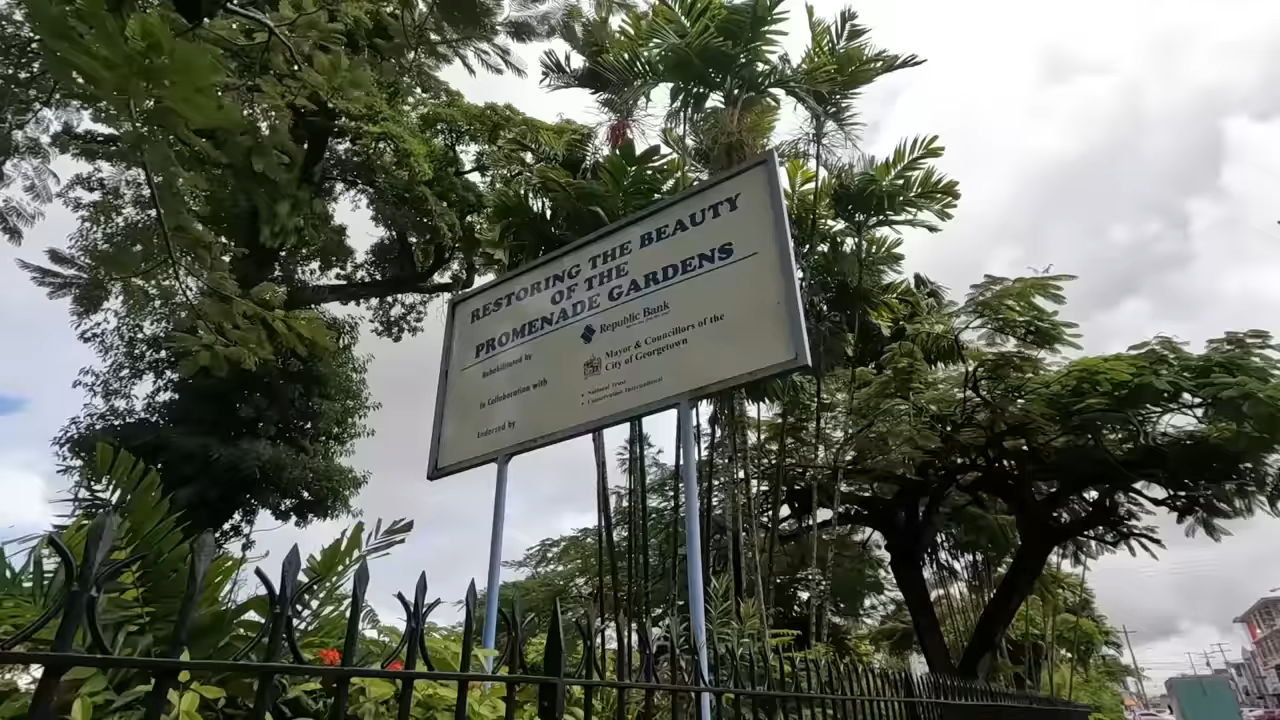 RESTORING THE BEAUTY
OF THE
PROMENADE GARDENS
Rehabilitated by
Republic Bank
In Collaboration with
Mayor & Councillors of the
City of Georgetown
Endorsed by
• National Trust
• Conservation International